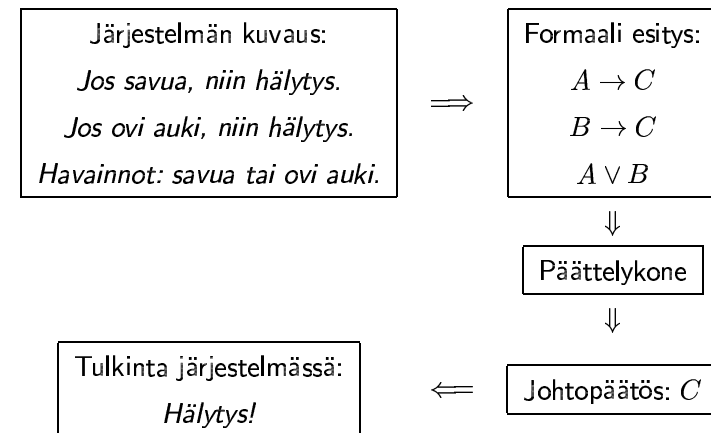 Järjestelmän kuvaus:
Jos savua, niin hälytys.
Jos ovi auki, niin hälytys.
Havainnot: savua tai ovi auki.
⟹
Formaali esitys:
A → C
B → C
A ∨ B
⇓
Päättelykone
⇓
Johtopäätös: C
⟸
Tulkinta järjestelmässä:
Hälytys!